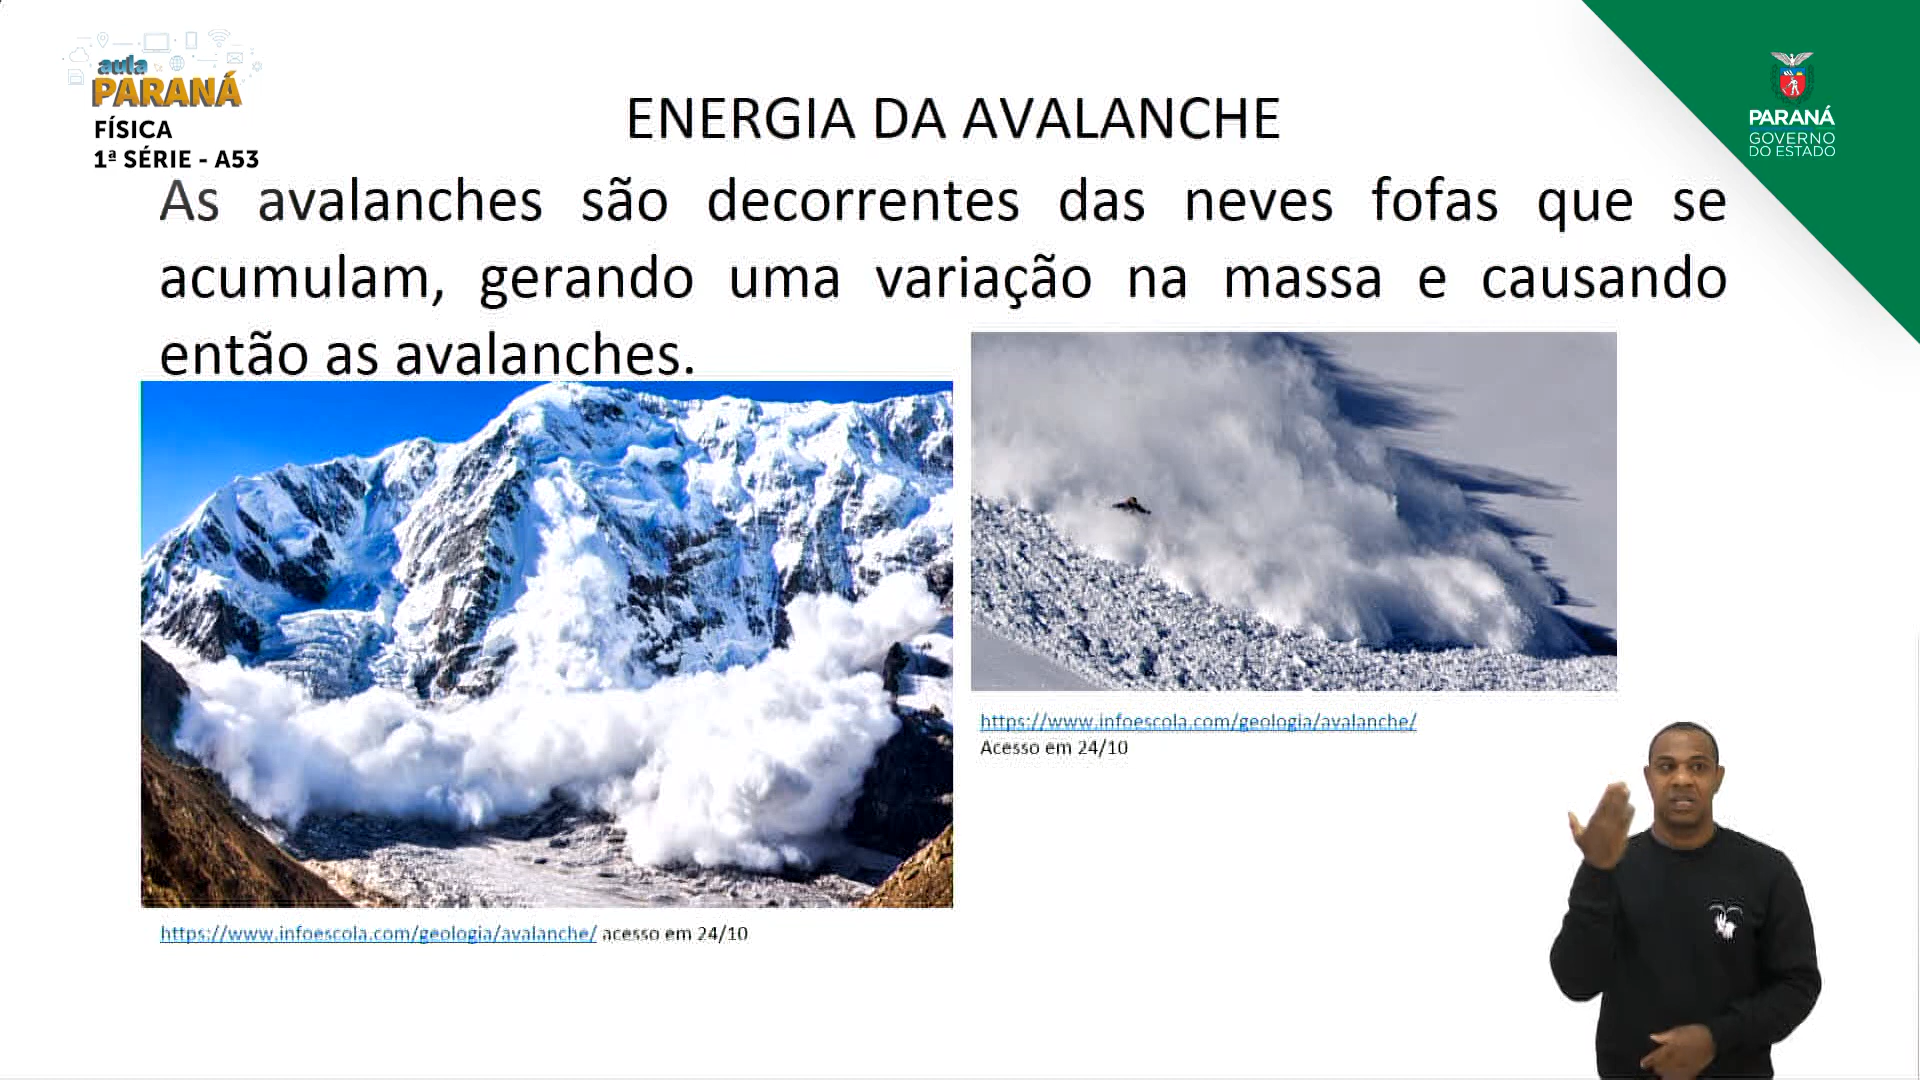 aula
PARANÁ
FÍSICA
1ª SÉRIE - A53
PARANÁ
GOVERNO
DO ESTADO
ENERGIA DA AVALANCHE
As avalanches são decorrentes das neves fofas que se
acumulam, gerando uma variação na massa e causando
então as avalanches.
https://www.infoescola.com/geologia/avalanche/
Acesso em 24/10
https://www.infoescola.com/geologia/avalanche/ acesso em 24/10